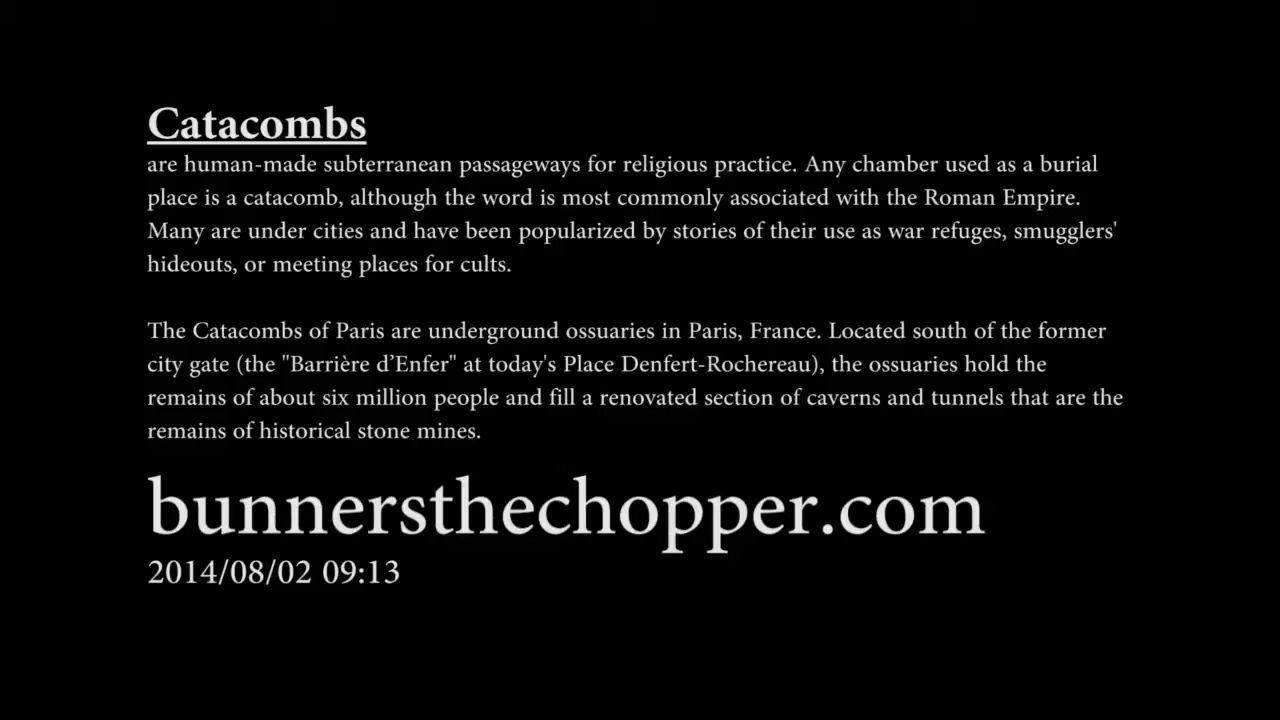 Catacombs
are human-made subterranean passageways for religious practice. Any chamber used as a burial
place is a catacomb, although the word is most commonly associated with the Roman Empire.
Many are under cities and have been popularized by stories of their use as war refuges, smugglers'
hideouts, or meeting places for cults.
The Catacombs of Paris are underground ossuaries in Paris, France. Located south of the former
city gate (the "Barrière d’Enfer" at today's Place Denfert-Rochereau), the ossuaries hold the
remains of about six million people and fill a renovated section of caverns and tunnels that are the
remains of historical stone mines.
bunnersthechopper.com
2014/08/02 09:13